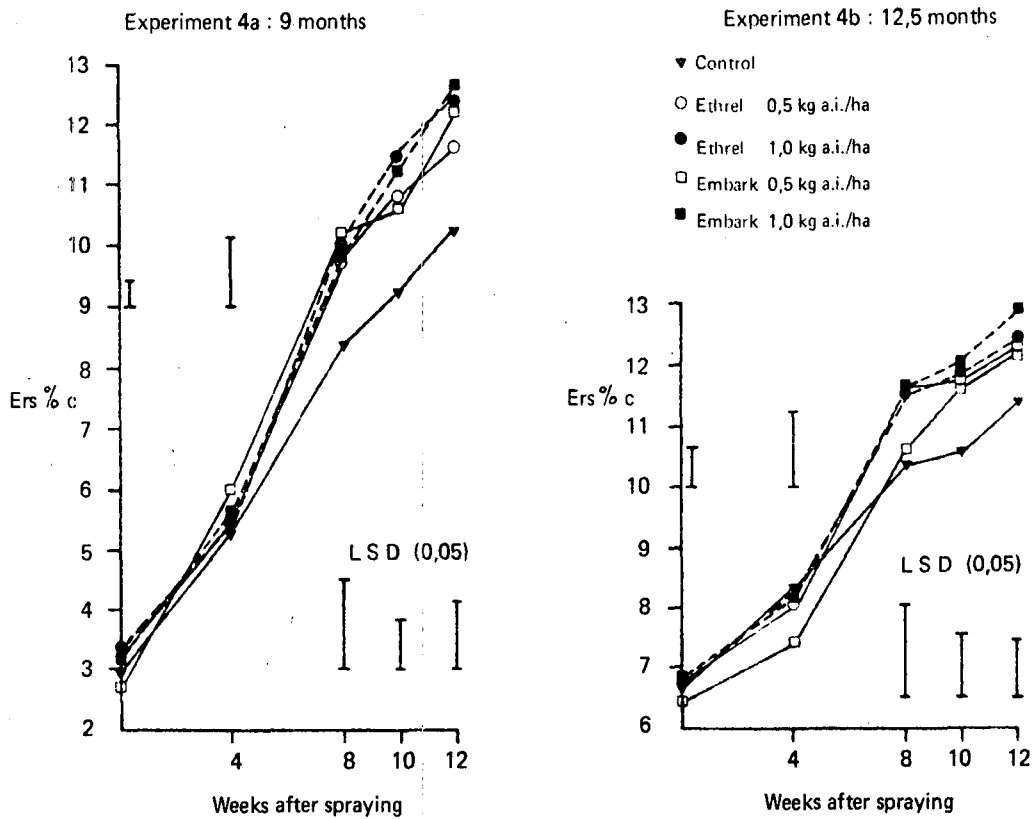 Experiment 4a : 9 months
13
12
11
10
9
8
Ers % c
7
6
5
4
3
2
LSD (0,05)
4 8 10 12
Weeks after spraying
Experiment 4b : 12,5 months
Control
Ethrel 0,5 kg a.i./ha
Ethrel 1,0 kg a.i./ha
Embark 0,5 kg a.i./ha
Embark 1,0 kg a.i./ha
13
12
Ers % c
11
10
9
8
7
6
LSD (0,05)
4 8 10 12
Weeks after spraying